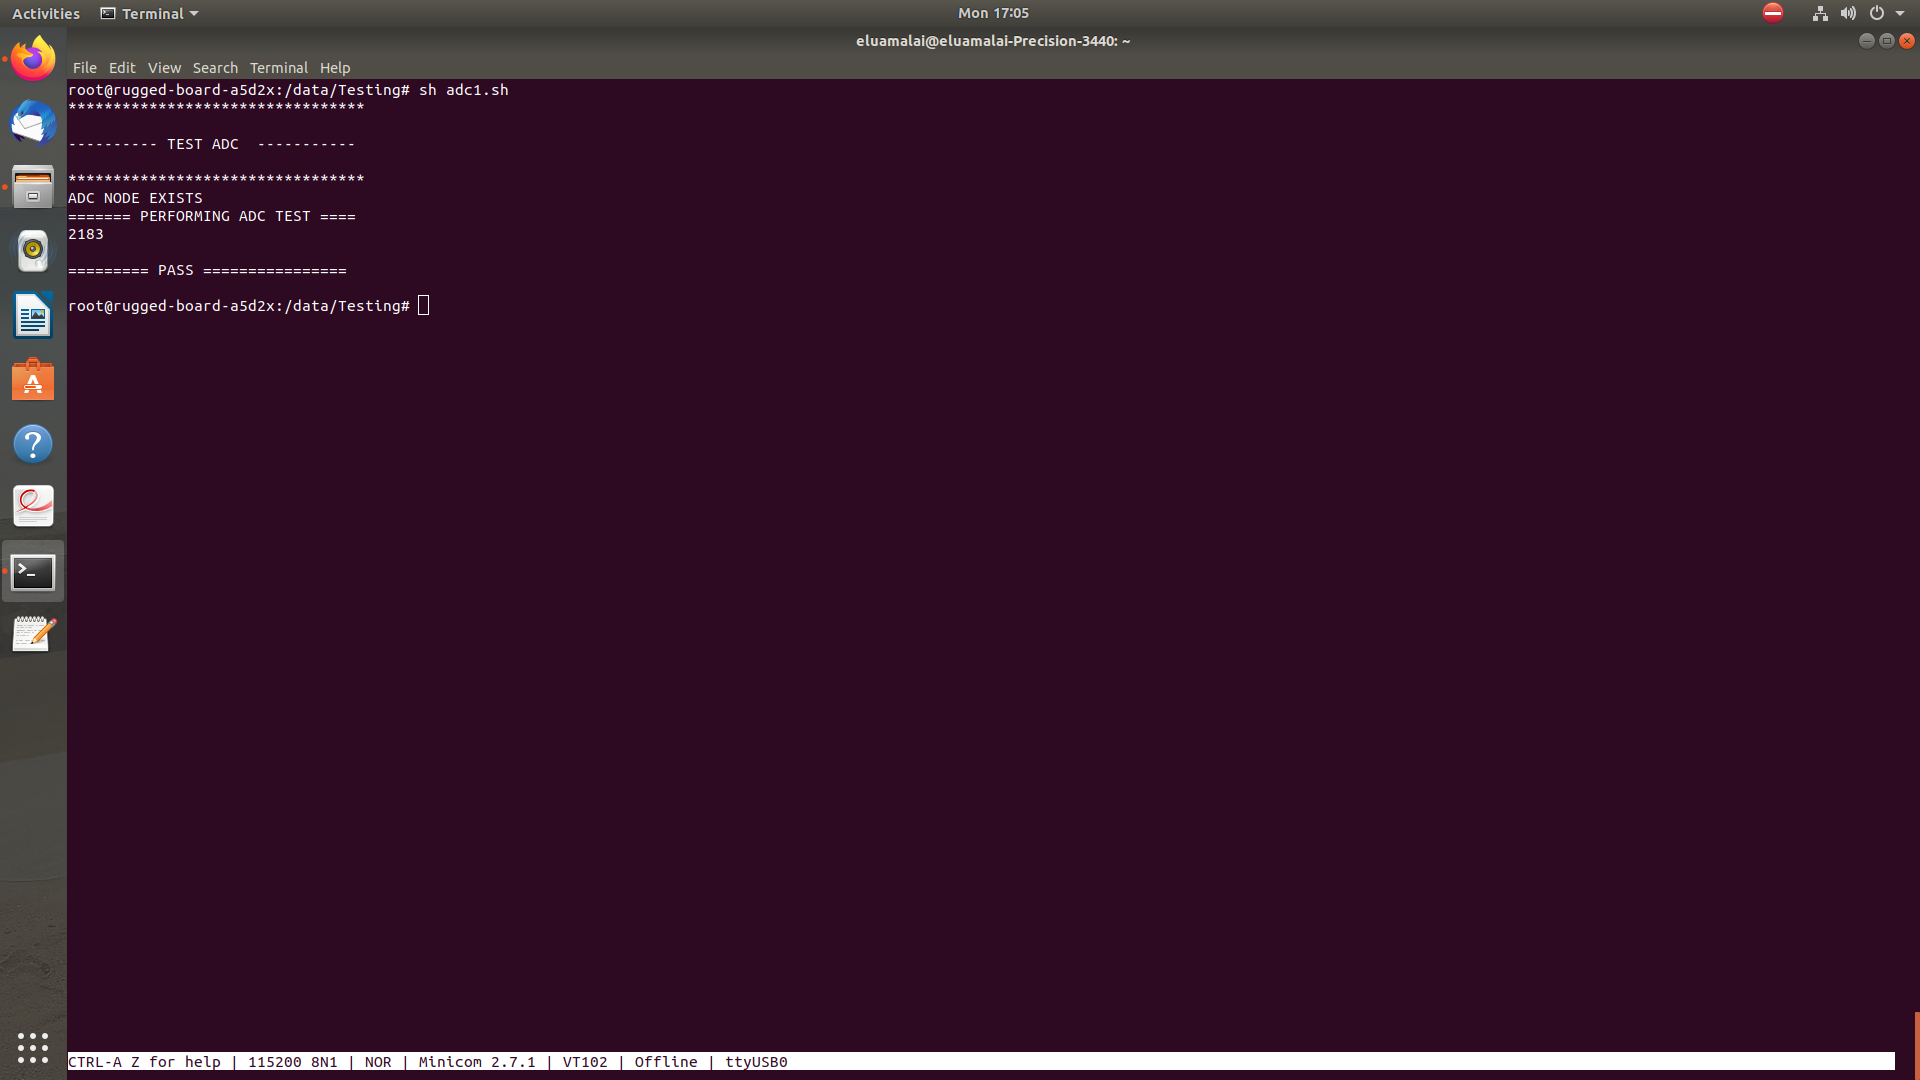 Activities Terminal Mon 17:05
eluamalai@eluamalai-Precision-3440: ~
File Edit View Search Terminal Help
root@rugged-board-a5d2x:/data/Testing# sh adc1.sh
*********************************
---------- TEST ADC  -----------
*********************************
ADC NODE EXISTS
======= PERFORMING ADC TEST ====
2183
========= PASS ================
root@rugged-board-a5d2x:/data/Testing#
CTRL-A Z for help | 115200 8N1 | NOR | Minicom 2.7.1 | VT102 | Offline | ttyUSB0